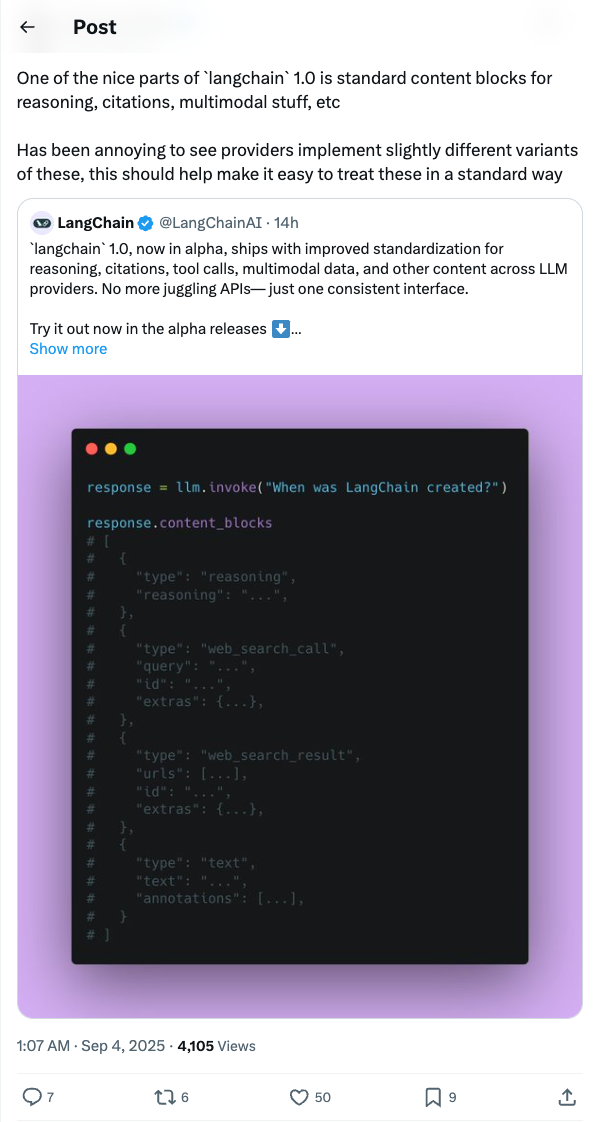 Post
One of the nice parts of `langchain` 1.0 is standard content blocks for
reasoning, citations, multimodal stuff, etc
Has been annoying to see providers implement slightly different variants
of these, this should help make it easy to treat these in a standard way
LangChain @LangChainAI · 14h
`langchain` 1.0, now in alpha, ships with improved standardization for
reasoning, citations, tool calls, multimodal data, and other content across LLM
providers. No more juggling APIs— just one consistent interface.
Try it out now in the alpha releases ⬇️...
Show more
response = llm.invoke("When was LangChain created?")
response.content_blocks
# [
#   {
#     "type": "reasoning",
#     "reasoning": "...",
#   },
#   {
#     "type": "web_search_call",
#     "query": "...",
#     "id": "...",
#     "extras": {...},
#   },
#   {
#     "type": "web_search_result",
#     "urls": [...],
#     "id": "...",
#     "extras": {...},
#   },
#   {
#     "type": "text",
#     "text": "...",
#     "annotations": [...],
#   }
# ]
1:07 AM · Sep 4, 2025 · 4,105 Views
7 6 50 9